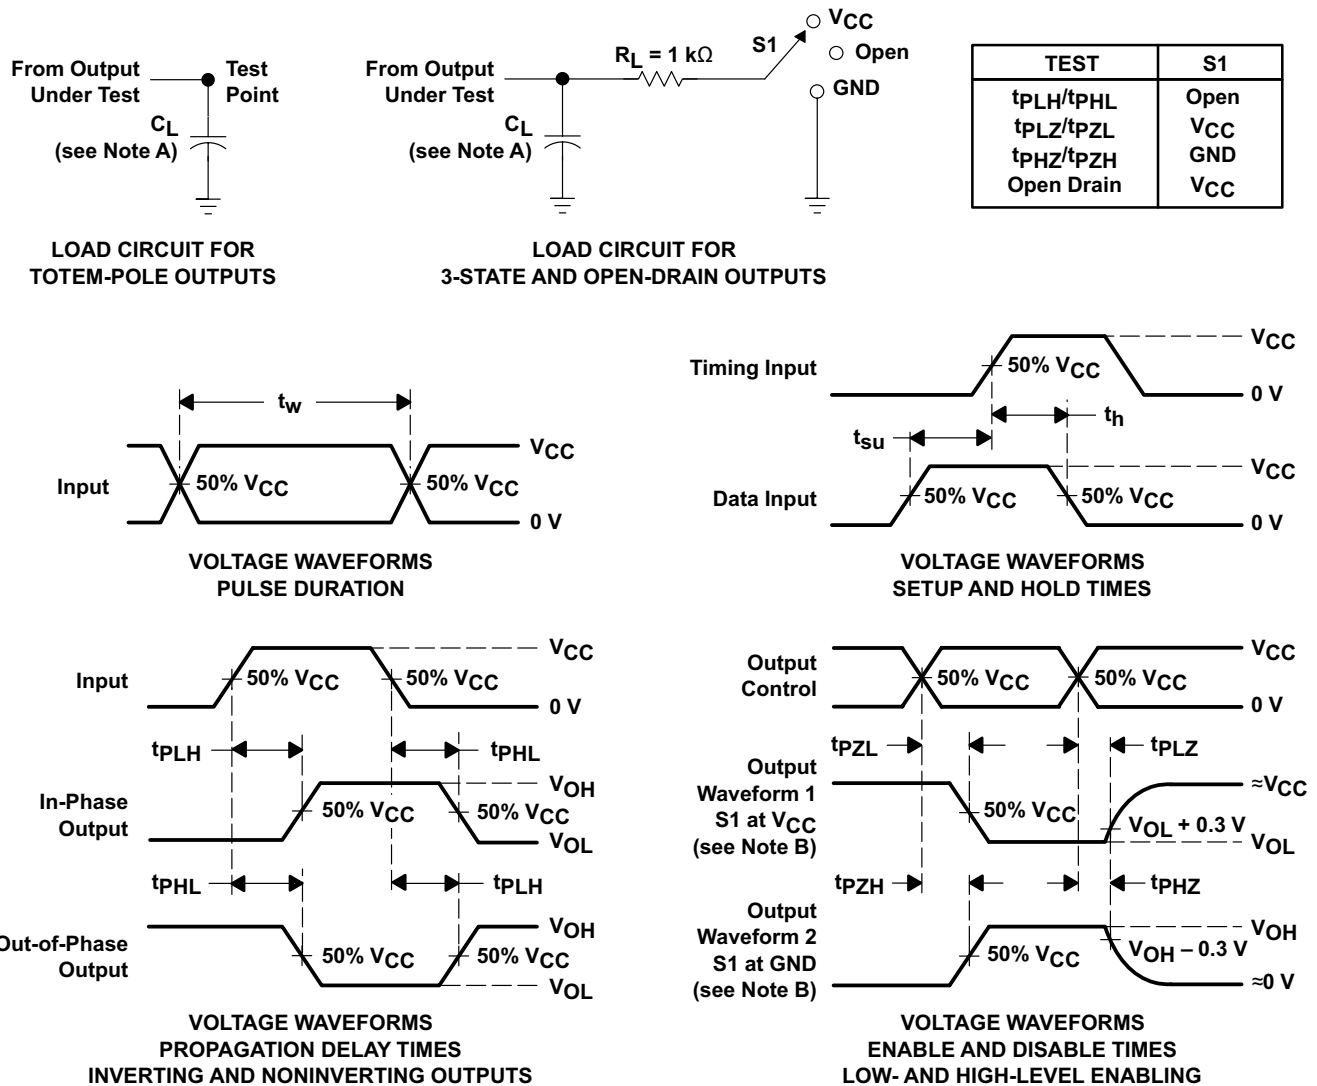 From Output
Under Test
Test
Point
CL
(see Note A)
LOAD CIRCUIT FOR
TOTEM-POLE OUTPUTS
From Output
Under Test
RL = 1 kΩ
S1
VCC
Open
GND
CL
(see Note A)
LOAD CIRCUIT FOR
3-STATE AND OPEN-DRAIN OUTPUTS
TEST S1
tPLH/tPHL Open
tPLZ/tPZL VCC
tPHZ/tPZH GND
Open Drain VCC
tw
Input
50% VCC
50% VCC
VCC
0 V
VOLTAGE WAVEFORMS
PULSE DURATION
Timing Input
50% VCC
VCC
0 V
tsu
th
Data Input
50% VCC
50% VCC
VCC
0 V
VOLTAGE WAVEFORMS
SETUP AND HOLD TIMES
Input
50% VCC
50% VCC
VCC
0 V
tPLH
tPHL
In-Phase
Output
50% VCC
50% VCC
VOH
VOL
tPHL
tPLH
Out-of-Phase
Output
50% VCC
50% VCC
VOH
VOL
VOLTAGE WAVEFORMS
PROPAGATION DELAY TIMES
INVERTING AND NONINVERTING OUTPUTS
Output
Control
50% VCC
50% VCC
VCC
0 V
tPZL
tPLZ
Output
Waveform 1
S1 at VCC
(see Note B)
50% VCC
VOL + 0.3 V
≈VCC
VOL
tPZH
tPHZ
Output
Waveform 2
S1 at GND
(see Note B)
50% VCC
VOH – 0.3 V
VOH
≈0 V
VOLTAGE WAVEFORMS
ENABLE AND DISABLE TIMES
LOW- AND HIGH-LEVEL ENABLING